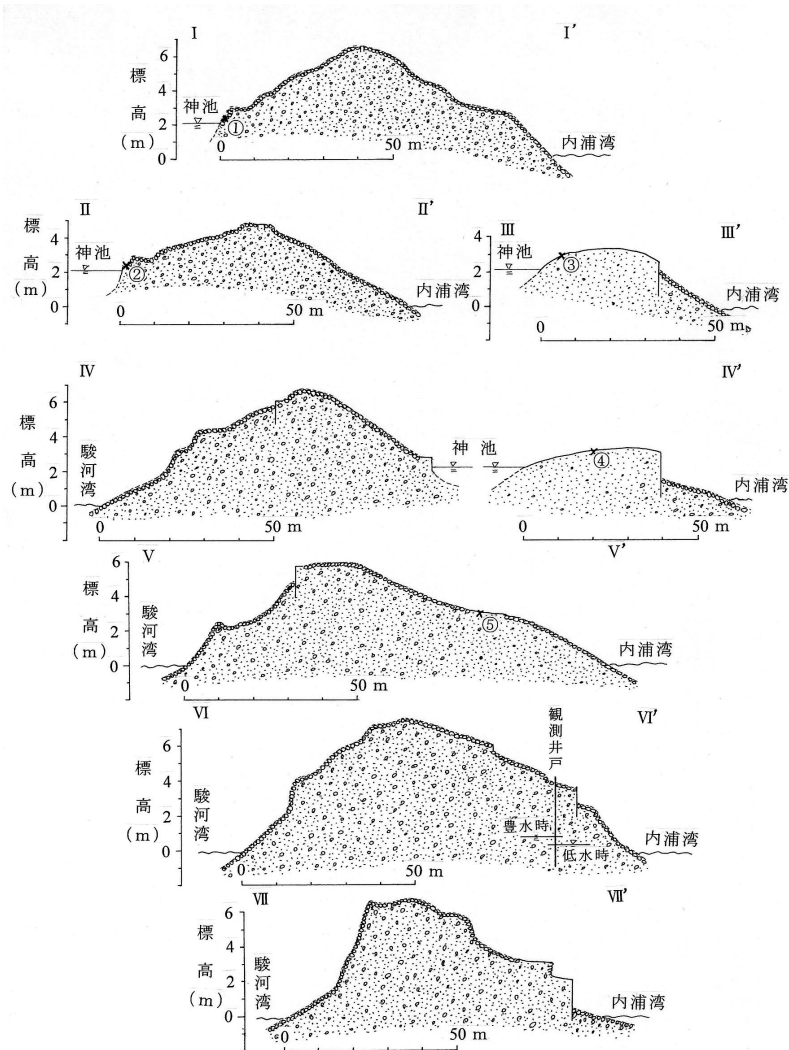 I
I′
標高(m)
6
4
2
0
神池
①
0
50 m
内浦湾
II
II′
標高(m)
4
2
0
神池
②
0
50 m
内浦湾
III
III′
4
2
0
神池
③
0
50 m
内浦湾
IV
IV′
標高(m)
6
4
2
0
駿河湾
0
50 m
神池
④
0
50 m
内浦湾
V
V′
標高(m)
6
4
2
0
駿河湾
⑤
0
50 m
内浦湾
VI
VI′
標高(m)
6
4
2
0
駿河湾
観測井戸
豊水時
低水時
0
50 m
内浦湾
VII
VII′
標高(m)
6
4
2
0
駿河湾
0
50 m
内浦湾